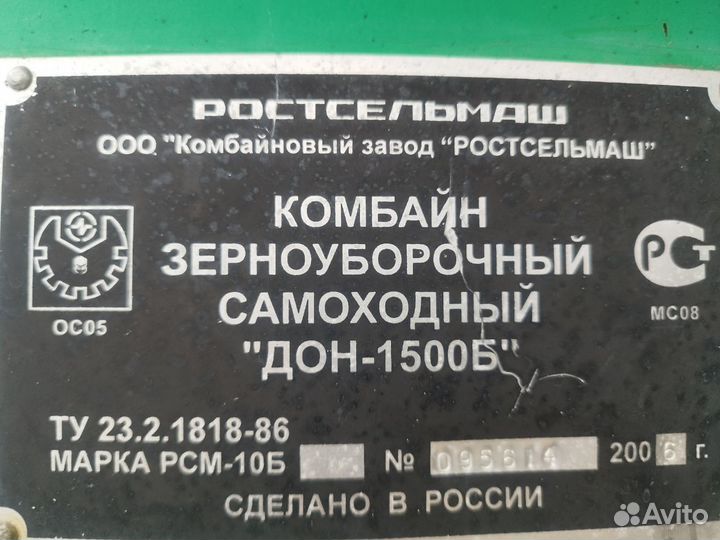 РОСТСЕЛЬМАШ
ООО "Комбайновый завод "РОСТСЕЛЬМАШ"
КОМБАЙН
ЗЕРНОУБОРОЧНЫЙ
САМОХОДНЫЙ
"ДОН-1500Б"
ОС05
РСТ
МС08
ТУ 23.2.1818-86
МАРКА РСМ-10Б № 095614 2006 г.
СДЕЛАНО В РОССИИ
Avito